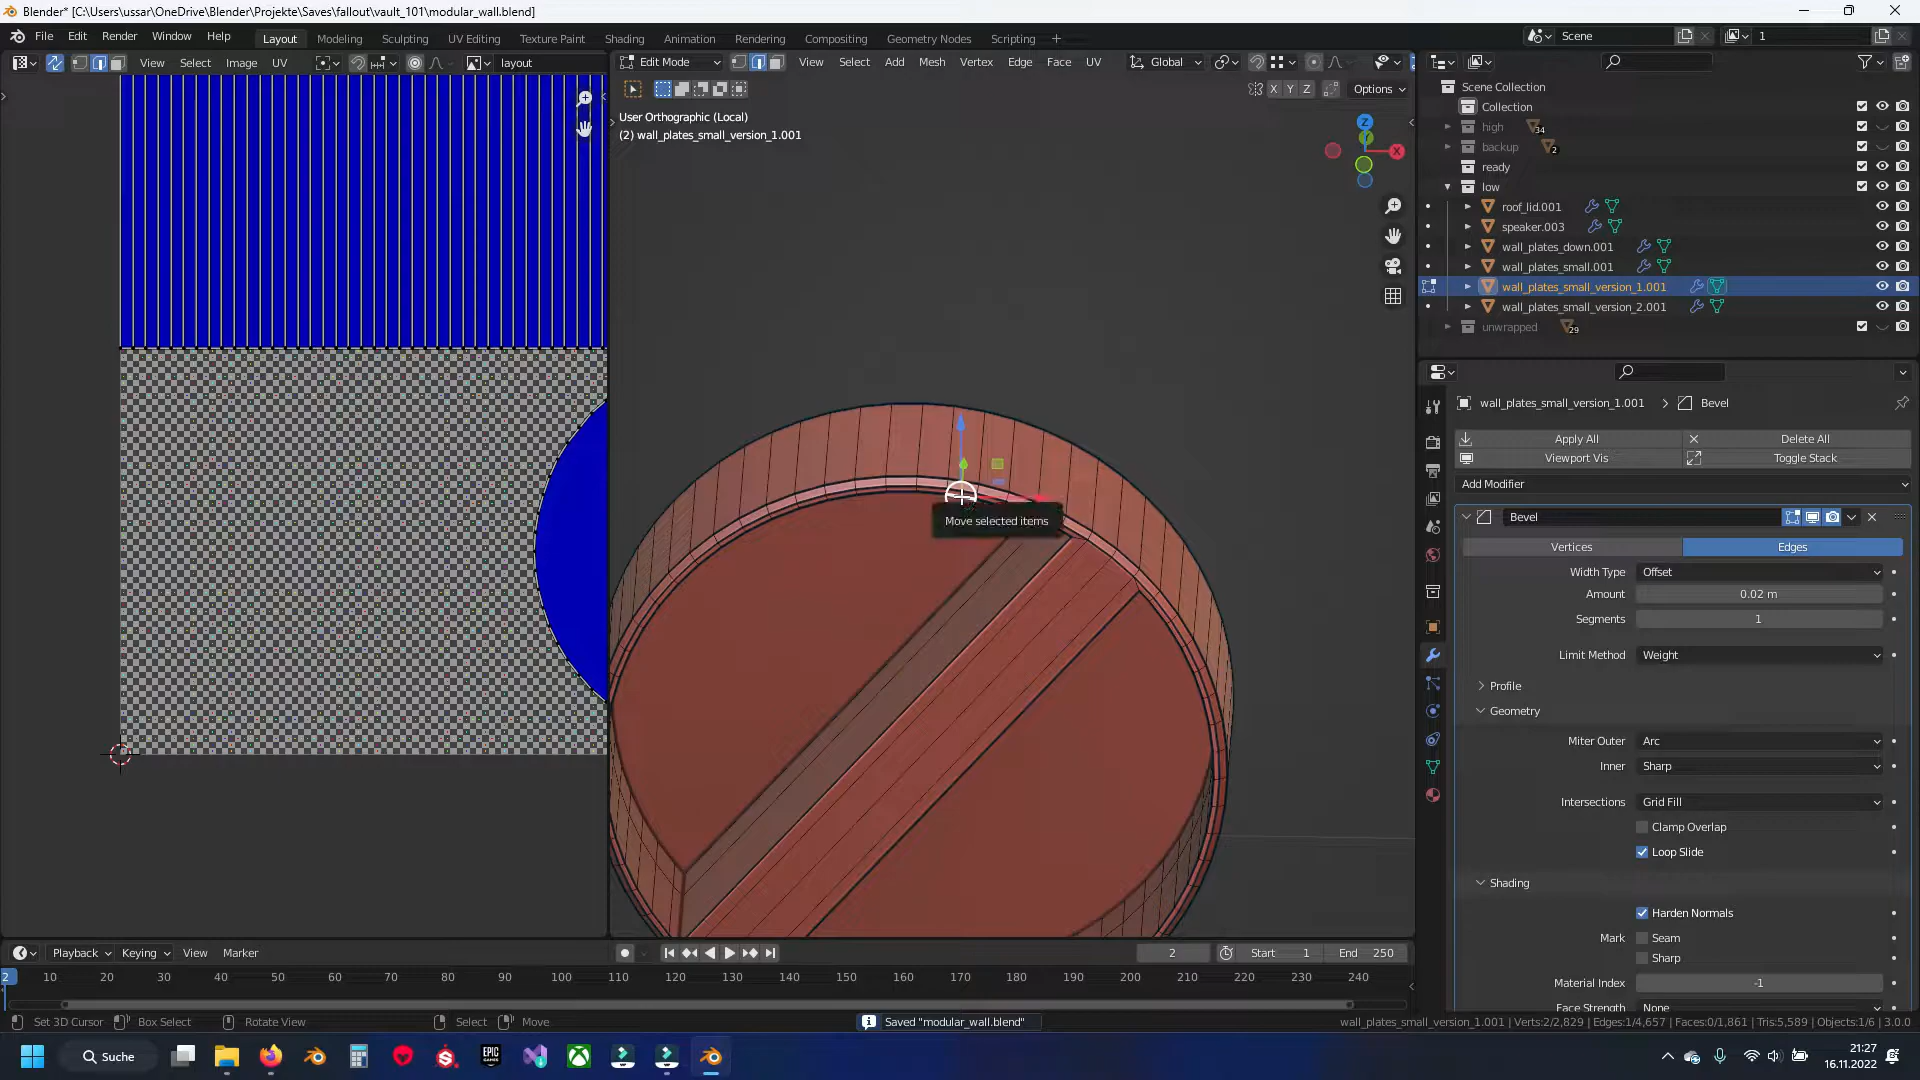 Blender* [C:\Users\ussar\OneDrive\Blender\Projekte\Saves\fallout\vault_101\modular_wall.blend]
File Edit Render Window Help
Layout Modeling Sculpting UV Editing Texture Paint Shading Animation Rendering Compositing Geometry Nodes Scripting +
Scene
1
View Select Image UV layout
Edit Mode View Select Add Mesh Vertex Edge Face UV Global
X Y Z Options
User Orthographic (Local)
(2) wall_plates_small_version_1.001
Z
Y
X
Move selected items
Scene Collection
Collection
high 34
backup 2
ready
low
roof_lid.001
speaker.003
wall_plates_down.001
wall_plates_small.001
wall_plates_small_version_1.001
wall_plates_small_version_2.001
unwrapped 29
wall_plates_small_version_1.001 > Bevel
Apply All Delete All
Viewport Vis Toggle Stack
Add Modifier
Bevel
Vertices Edges
Width Type Offset
Amount 0.02 m
Segments 1
Limit Method Weight
Profile
Geometry
Miter Outer Arc
Inner Sharp
Intersections Grid Fill
Clamp Overlap
Loop Slide
Shading
Harden Normals
Mark Seam
Sharp
Material Index -1
Face Strength None
Playback Keying View Marker
2 Start 1 End 250
2 10 20 30 40 50 60 70 80 90 100 110 120 130 140 150 160 170 180 190 200 210 220 230 240
Set 3D Cursor Box Select Rotate View Select Move
Saved "modular_wall.blend"
wall_plates_small_version_1.001 | Verts:2/2,829 | Edges:1/4,657 | Faces:0/1,861 | Tris:5,589 | Objects:1/6 | 3.0.0
Suche
EPIC GAMES
21:27
16.11.2022